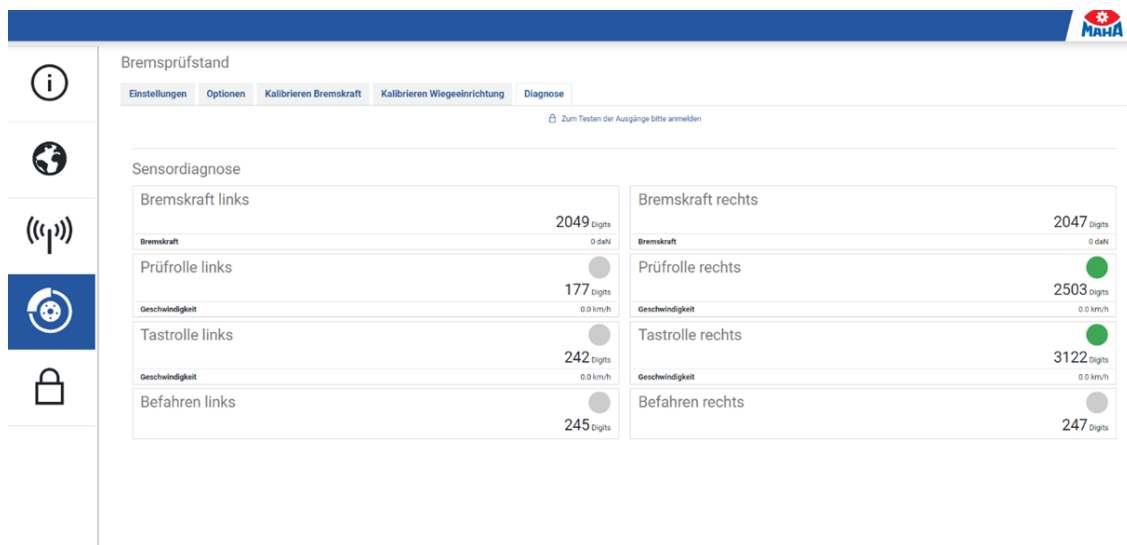 MAHA
Bremsprüfstand
Einstellungen Optionen Kalibrieren Bremskraft Kalibrieren Wiegeeinrichtung Diagnose
Zum Testen der Ausgänge bitte anmelden
Sensordiagnose
Bremskraft links
2049 Digits
Bremskraft 0 daN
Bremskraft rechts
2047 Digits
Bremskraft 0 daN
Prüfrolle links
177 Digits
Geschwindigkeit 0.0 km/h
Prüfrolle rechts
2503 Digits
Geschwindigkeit 0.0 km/h
Tastrolle links
242 Digits
Geschwindigkeit 0.0 km/h
Tastrolle rechts
3122 Digits
Geschwindigkeit 0.0 km/h
Befahren links
245 Digits
Befahren rechts
247 Digits